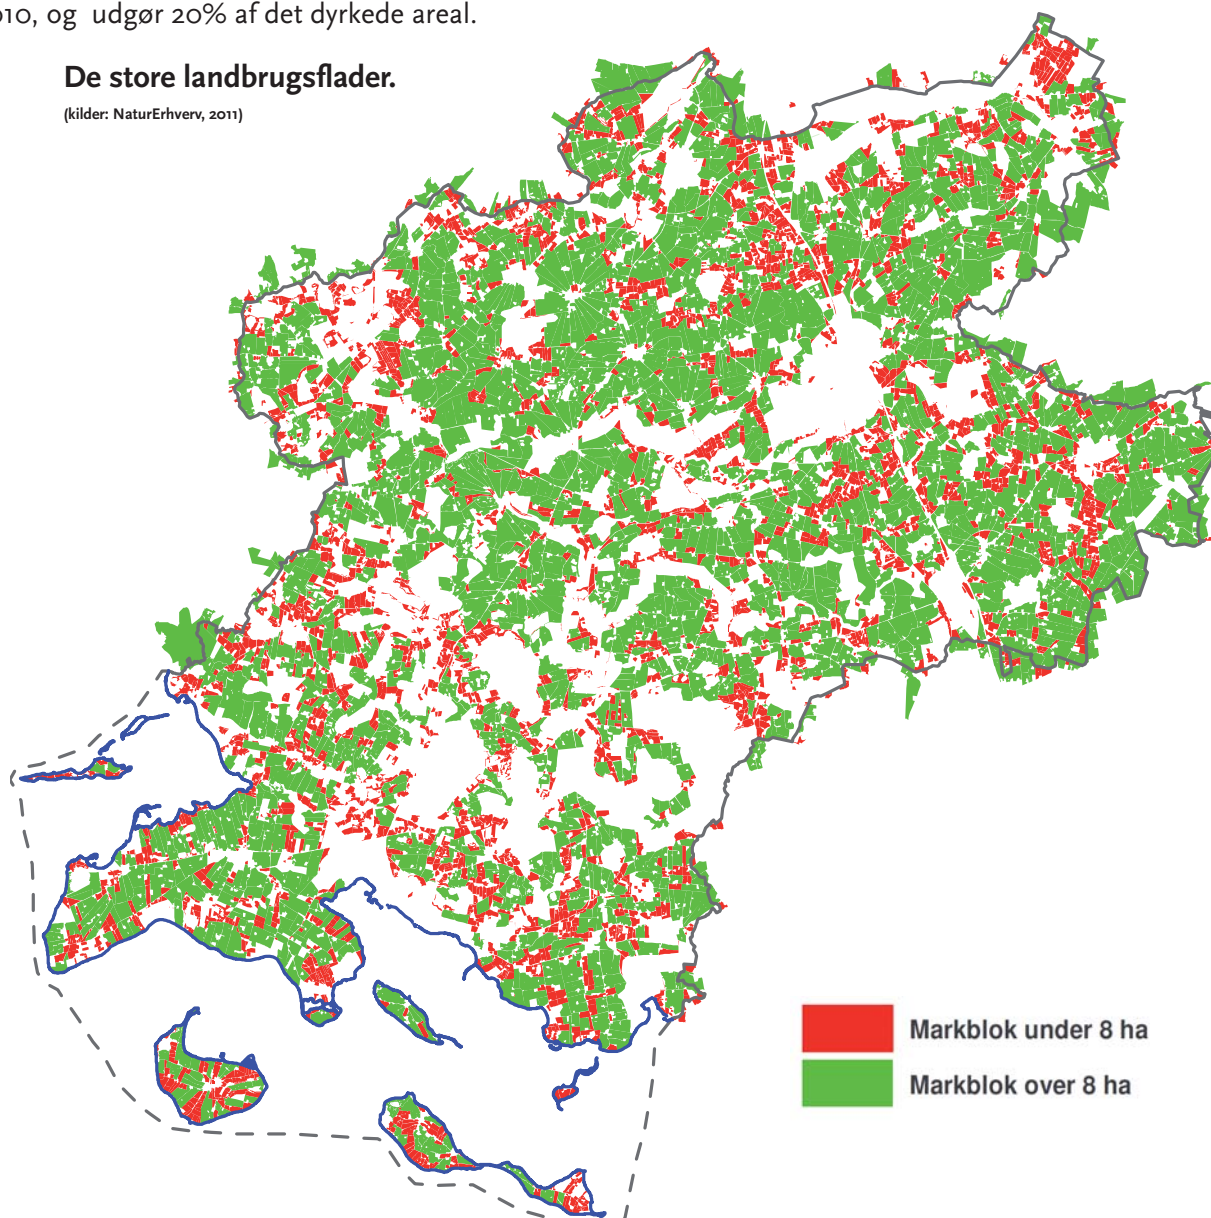 010, og udgør 20% af det dyrkede areal.
De store landbrugsflader.
(kilder: NaturErhverv, 2011)
Markblok under 8 ha
Markblok over 8 ha